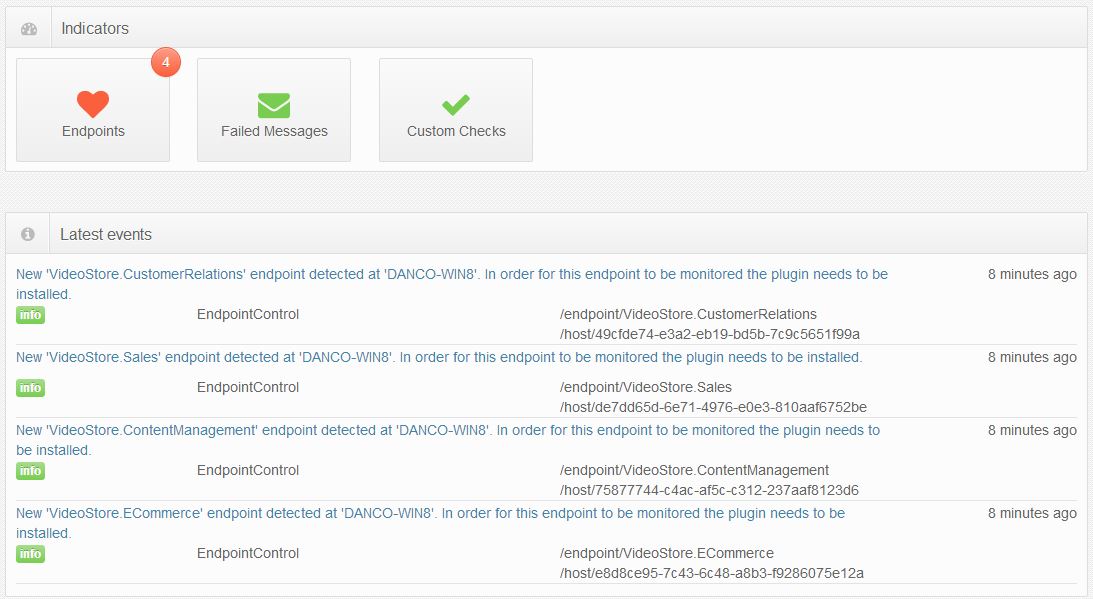 Indicators
4
Endpoints
Failed Messages
Custom Checks
Latest events
New 'VideoStore.CustomerRelations' endpoint detected at 'DANCO-WIN8'. In order for this endpoint to be monitored the plugin needs to be 8 minutes ago
installed.
info EndpointControl /endpoint/VideoStore.CustomerRelations
/host/49cfde74-e3a2-eb19-bd5b-7c9c5651f99a
New 'VideoStore.Sales' endpoint detected at 'DANCO-WIN8'. In order for this endpoint to be monitored the plugin needs to be installed. 8 minutes ago
info EndpointControl /endpoint/VideoStore.Sales
/host/de7dd65d-6e71-4976-e0e3-810aaf6752be
New 'VideoStore.ContentManagement' endpoint detected at 'DANCO-WIN8'. In order for this endpoint to be monitored the plugin needs to 8 minutes ago
be installed.
info EndpointControl /endpoint/VideoStore.ContentManagement
/host/75877744-c4ac-af5c-c312-237aaf8123d6
New 'VideoStore.ECommerce' endpoint detected at 'DANCO-WIN8'. In order for this endpoint to be monitored the plugin needs to be 8 minutes ago
installed.
info EndpointControl /endpoint/VideoStore.ECommerce
/host/e8d8ce95-7c43-6c48-a8b3-f9286075e12a